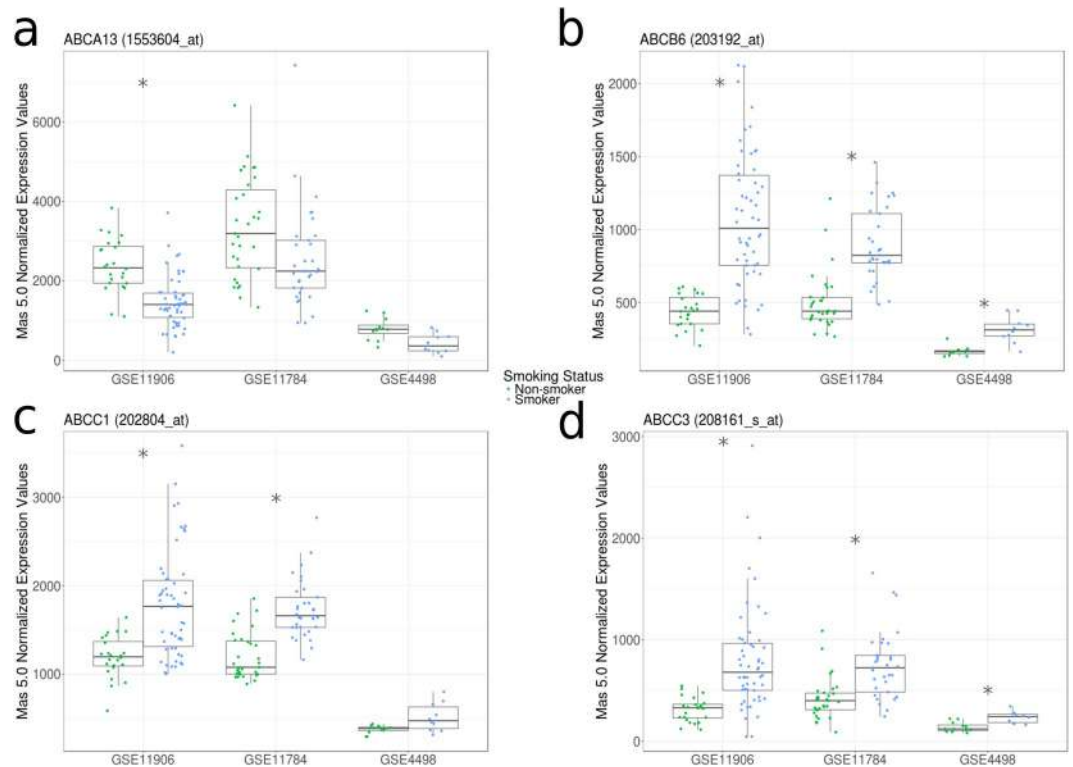 a
ABCA13 (1553604_at)
Mas 5.0 Normalized Expression Values
6000
4000
2000
0
*
GSE11906
GSE11784
GSE4498
b
ABCB6 (203192_at)
Mas 5.0 Normalized Expression Values
2000
1500
1000
500
*
*
*
GSE11906
GSE11784
GSE4498
Smoking Status
Non-smoker
Smoker
c
ABCC1 (202804_at)
Mas 5.0 Normalized Expression Values
3000
2000
1000
*
*
GSE11906
GSE11784
GSE4498
d
ABCC3 (208161_s_at)
Mas 5.0 Normalized Expression Values
3000
2000
1000
0
*
*
*
GSE11906
GSE11784
GSE4498